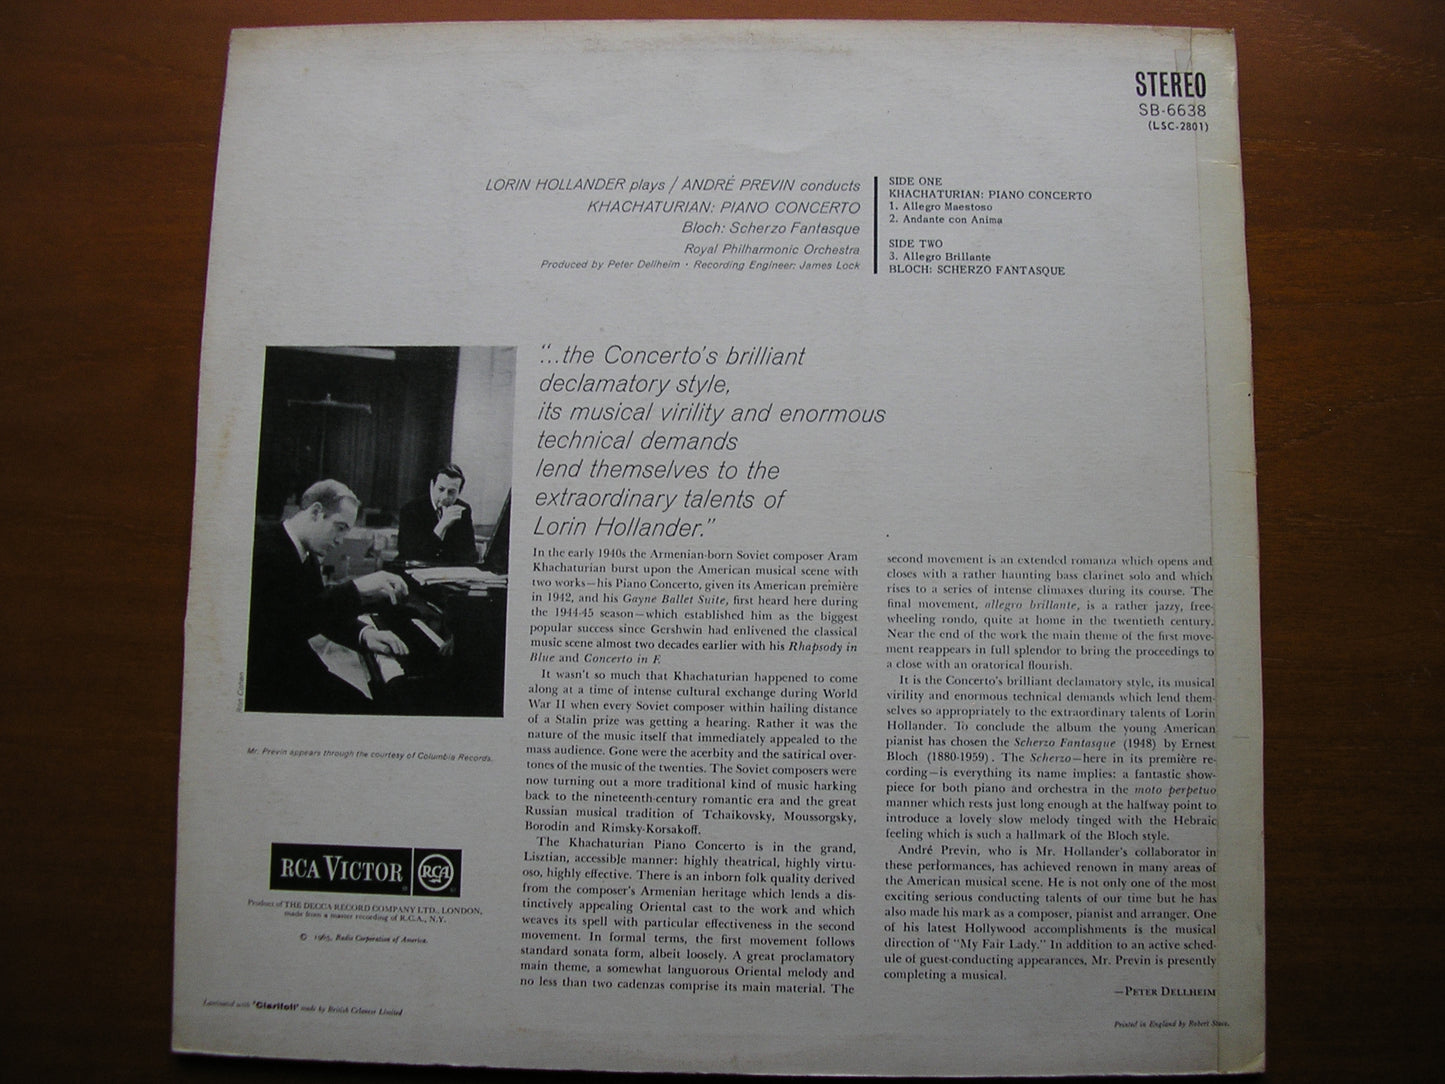 STEREO
SB-6638
(LSC-2801)
LORIN HOLLANDER plays / ANDRÉ PREVIN conducts
KHACHATURIAN: PIANO CONCERTO
Bloch: Scherzo Fantasque
Royal Philharmonic Orchestra
Produced by Peter Dellheim • Recording Engineer: James Lock
SIDE ONE
KHACHATURIAN: PIANO CONCERTO
1. Allegro Maestoso
2. Andante con Anima
SIDE TWO
3. Allegro Brillante
BLOCH: SCHERZO FANTASQUE
"...the Concerto's brilliant
declamatory style,
its musical virility and enormous
technical demands
lend themselves to the
extraordinary talents of
Lorin Hollander."
In the early 1940s the Armenian-born Soviet composer Aram
Khachaturian burst upon the American musical scene with
two works—his Piano Concerto, given its American première
in 1942, and his Gayne Ballet Suite, first heard here during
the 1944-45 season—which established him as the biggest
popular success since Gershwin had enlivened the classical
music scene almost two decades earlier with his Rhapsody in
Blue and Concerto in F.
It wasn't so much that Khachaturian happened to come
along at a time of intense cultural exchange during World
War II when every Soviet composer within hailing distance
of a Stalin prize was getting a hearing. Rather it was the
nature of the music itself that immediately appealed to the
mass audience. Gone were the acerbity and the satirical over-
tones of the music of the twenties. The Soviet composers were
now turning out a more traditional kind of music harking
back to the nineteenth-century romantic era and the great
Russian musical tradition of Tchaikovsky, Moussorgsky,
Borodin and Rimsky-Korsakoff.
The Khachaturian Piano Concerto is in the grand,
Lisztian, accessible manner: highly theatrical, highly virtu-
oso, highly effective. There is an inborn folk quality derived
from the composer's Armenian heritage which lends a dis-
tinctively appealing Oriental cast to the work and which
weaves its spell with particular effectiveness in the second
movement. In formal terms, the first movement follows
standard sonata form, albeit loosely. A great proclamatory
main theme, a somewhat languorous Oriental melody and
no less than two cadenzas comprise its main material. The
second movement is an extended romanza which opens and
closes with a rather haunting bass clarinet solo and which
rises to a series of intense climaxes during its course. The
final movement, allegro brillante, is a rather jazzy, free-
wheeling rondo, quite at home in the twentieth century.
Near the end of the work the main theme of the first move-
ment reappears in full splendor to bring the proceedings to
a close with an oratorical flourish.
It is the Concerto's brilliant declamatory style, its musical
virility and enormous technical demands which lend them-
selves so appropriately to the extraordinary talents of Lorin
Hollander. To conclude the album the young American
pianist has chosen the Scherzo Fantasque (1948) by Ernest
Bloch (1880-1959). The Scherzo—here in its première re-
cording—is everything its name implies: a fantastic show-
piece for both piano and orchestra in the moto perpetuo
manner which rests just long enough at the halfway point to
introduce a lovely slow melody tinged with the Hebraic
feeling which is such a hallmark of the Bloch style.
André Previn, who is Mr. Hollander's collaborator in
these performances, has achieved renown in many areas of
the American musical scene. He is not only one of the most
exciting serious conducting talents of our time but he has
also made his mark as a composer, pianist and arranger. One
of his latest Hollywood accomplishments is the musical
direction of "My Fair Lady." In addition to an active sched-
ule of guest-conducting appearances, Mr. Previn is presently
completing a musical.
—PETER DELLHEIM
Mr. Previn appears through the courtesy of Columbia Records.
RCA VICTOR
RCA
Product of THE DECCA RECORD COMPANY LTD., LONDON,
made from a master recording of R.C.A., N.Y.
© 1965, Radio Corporation of America.
Laminated with 'Clarifoil' made by British Celanese Limited
Printed in England by Robert Stace.